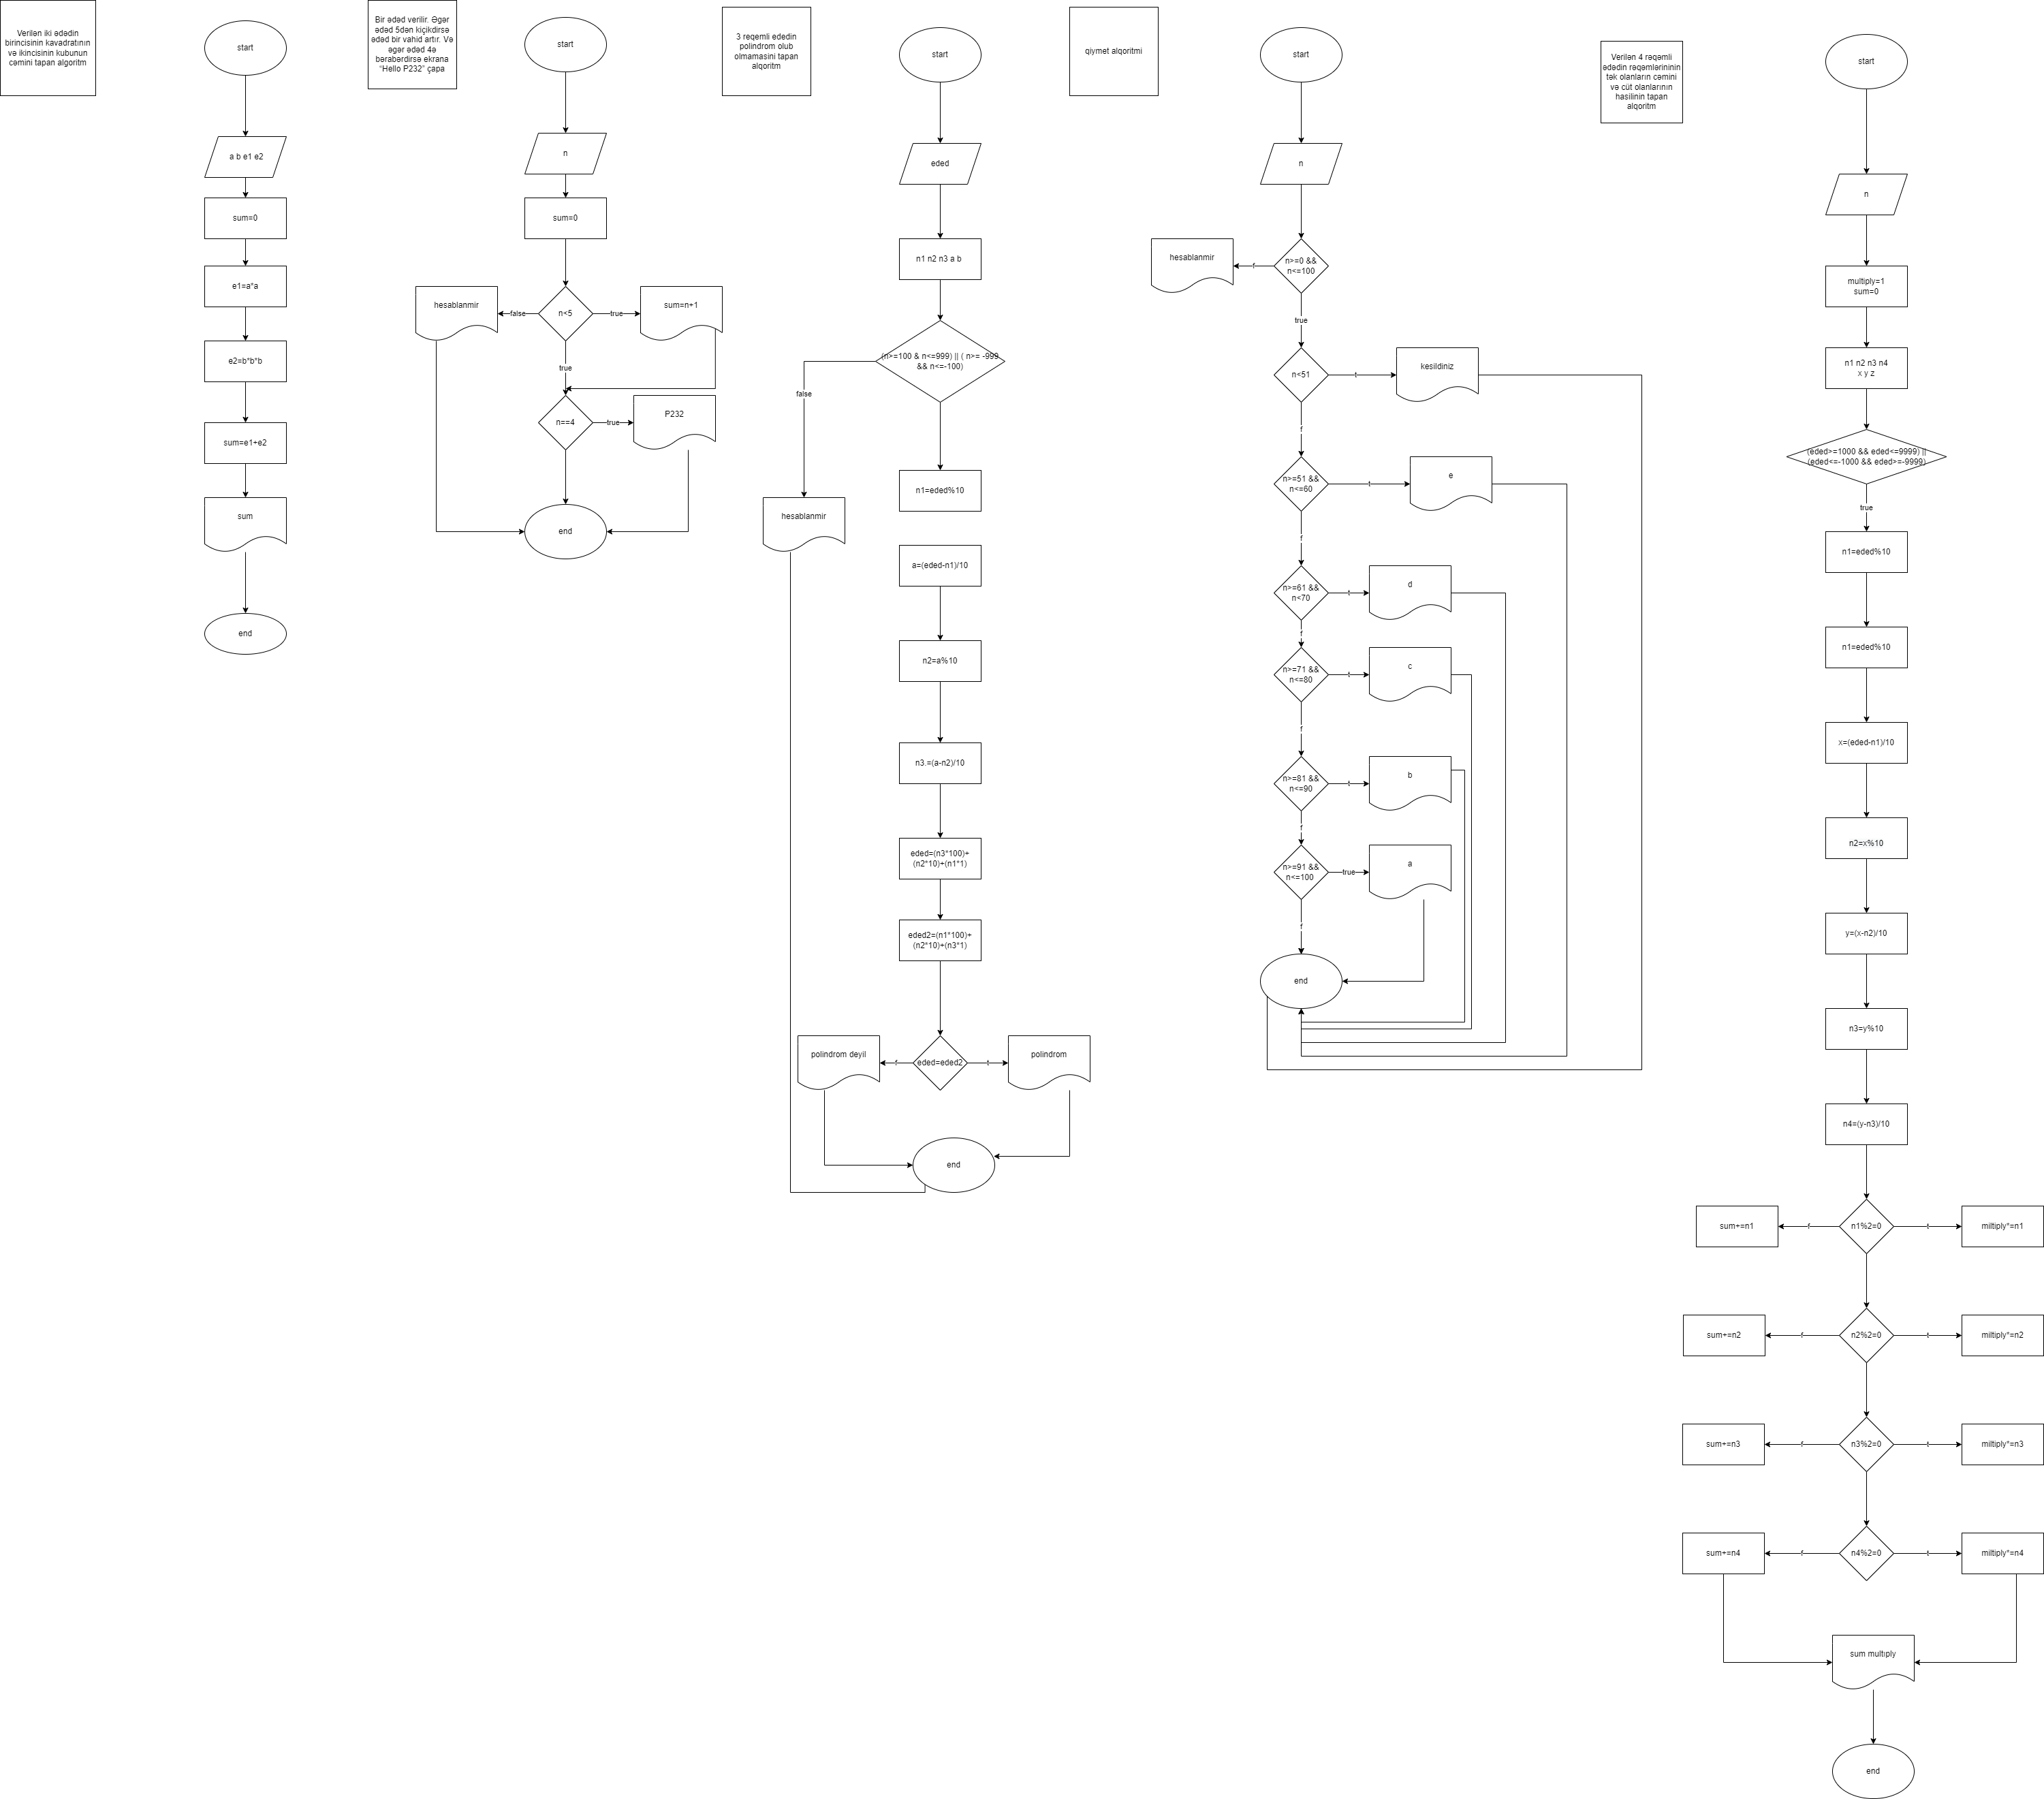 Verilən iki ədədin
birincisinin kavadratının
və ikincisinin kubunun
cəmini tapan algoritm
start
a b e1 e2
sum=0
e1=a*a
e2=b*b*b
sum=e1+e2
sum
end
Bir ədəd verilir. Əgər
ədəd 5dən kiçikdirsə
ədəd bir vahid artır. Və
əgər ədəd 4ə
bərabərdirsə ekrana
“Hello P232” çapa
start
n
sum=0
hesablanmir
false
n<5
true
sum=n+1
true
n==4
true
P232
end
3 reqemli ededin
polindrom olub
olmamasini tapan
alqoritm
start
eded
n1 n2 n3 a b
(n>=100 & n<=999) || ( n>= -999
&& n<=-100)
false
n1=eded%10
hesablanmir
a=(eded-n1)/10
n2=a%10
n3.=(a-n2)/10
eded=(n3*100)+
(n2*10)+(n1*1)
eded2=(n1*100)+
(n2*10)+(n3*1)
polindrom deyil
f
eded=eded2
t
polindrom
end
qiymet alqoritmi
start
n
hesablanmir
f
n>=0 &&
n<=100
true
n<51
t
kesildiniz
f
n>=51 &&
n<=60
t
e
f
n>=61 &&
n<70
t
d
f
n>=71 &&
n<=80
t
c
f
n>=81 &&
n<=90
t
b
f
n>=91 &&
n<=100
true
a
f
end
Verilən 4 rəqəmli
ədədin rəqəmlərininin
tək olanların cəmini
və cüt olanlarının
hasilinin tapan
alqoritm
start
n
multiply=1
sum=0
n1 n2 n3 n4
x y z
(eded>=1000 && eded<=9999) ||
(eded<=-1000 && eded>=-9999)
true
n1=eded%10
n1=eded%10
x=(eded-n1)/10
n2=x%10
y=(x-n2)/10
n3=y%10
n4=(y-n3)/10
sum+=n1
f
n1%2=0
t
miltiply*=n1
sum+=n2
f
n2%2=0
t
miltiply*=n2
sum+=n3
f
n3%2=0
t
miltiply*=n3
sum+=n4
f
n4%2=0
t
miltiply*=n4
sum multıply
end